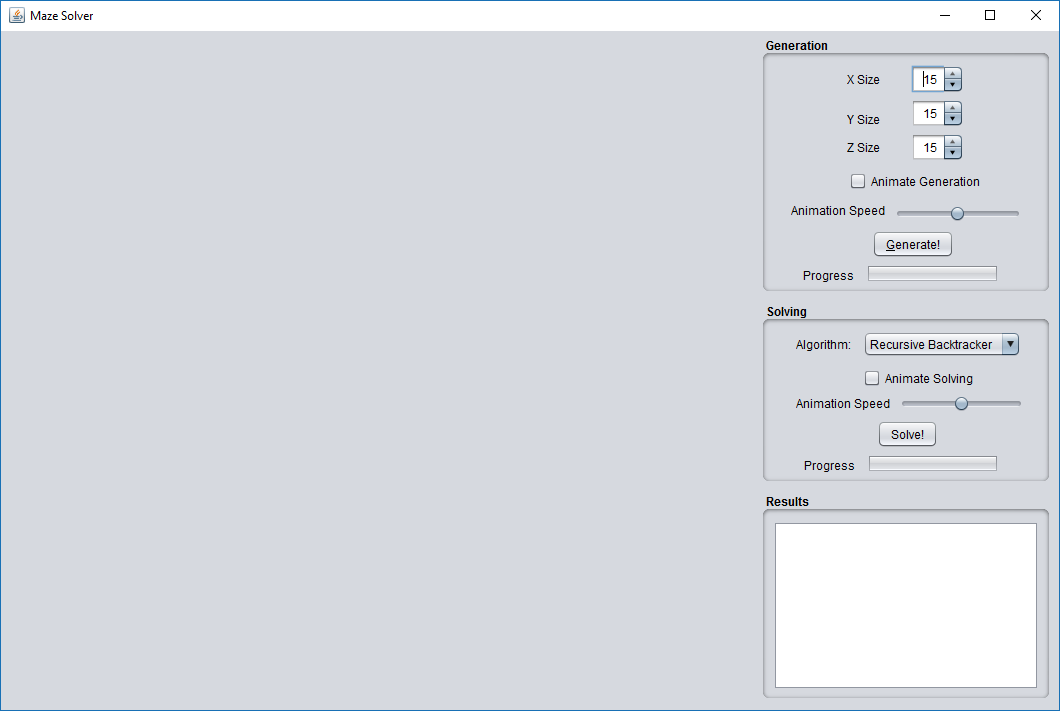 Maze Solver
Generation
X Size 15
Y Size 15
Z Size 15
Animate Generation
Animation Speed
Generate!
Progress
Solving
Algorithm: Recursive Backtracker
Animate Solving
Animation Speed
Solve!
Progress
Results